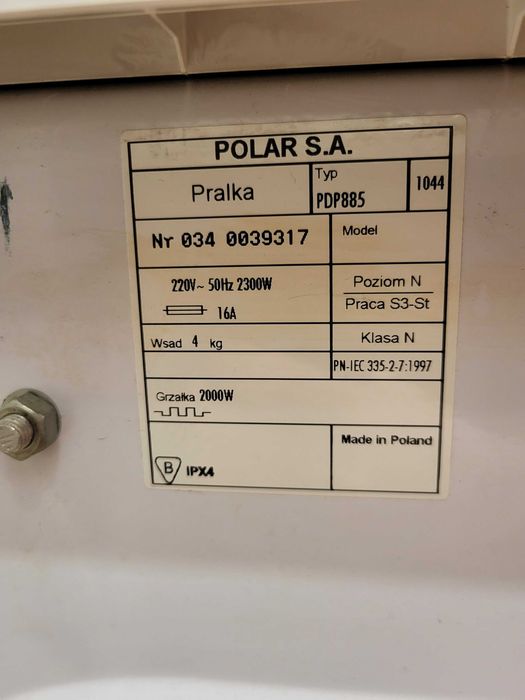 POLAR S.A.
Pralka
Typ
PDP885
1044
Nr 034 0039317
Model
220V~ 50Hz 2300W
16A
Poziom N
Praca S3-St
Wsad 4 kg
Klasa N
PN-IEC 335-2-7:1997
Grzałka 2000W
B IPX4
Made in Poland